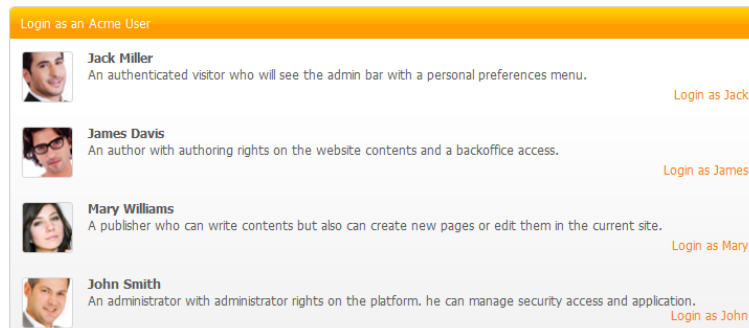 Login as an Acme User
Jack Miller
An authenticated visitor who will see the admin bar with a personal preferences menu.
Login as Jack
James Davis
An author with authoring rights on the website contents and a backoffice access.
Login as James
Mary Williams
A publisher who can write contents but also can create new pages or edit them in the current site.
Login as Mary
John Smith
An administrator with administrator rights on the platform. he can manage security access and application.
Login as John